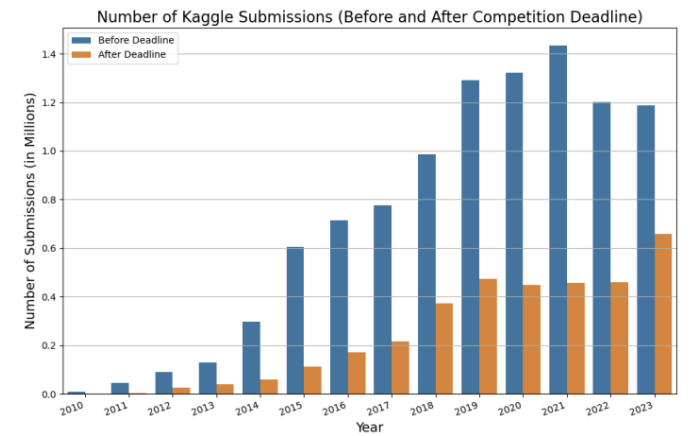 Number of Kaggle Submissions (Before and After Competition Deadline)
Before Deadline
After Deadline
Number of Submissions (in Millions)
1.4
1.2
1.0
0.8
0.6
0.4
0.2
0.0
2010 2011 2012 2013 2014 2015 2016 2017 2018 2019 2020 2021 2022 2023
Year